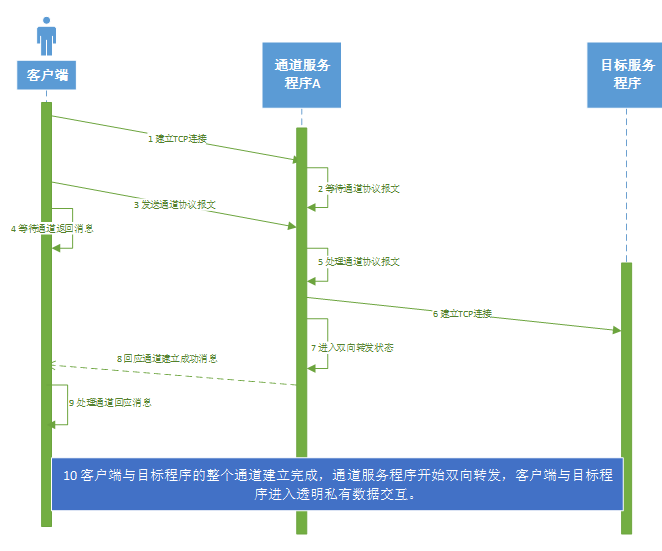 客户端
通道服务
程序A
目标服务
程序
1 建立TCP连接
2 等待通道协议报文
3 发送通道协议报文
4 等待通道返回消息
5 处理通道协议报文
6 建立TCP连接
7 进入双向转发状态
8 回应通道建立成功消息
9 处理通道回应消息
10 客户端与目标程序的整个通道建立完成，通道服务程序开始双向转发，客户端与目标程
序进入透明私有数据交互。